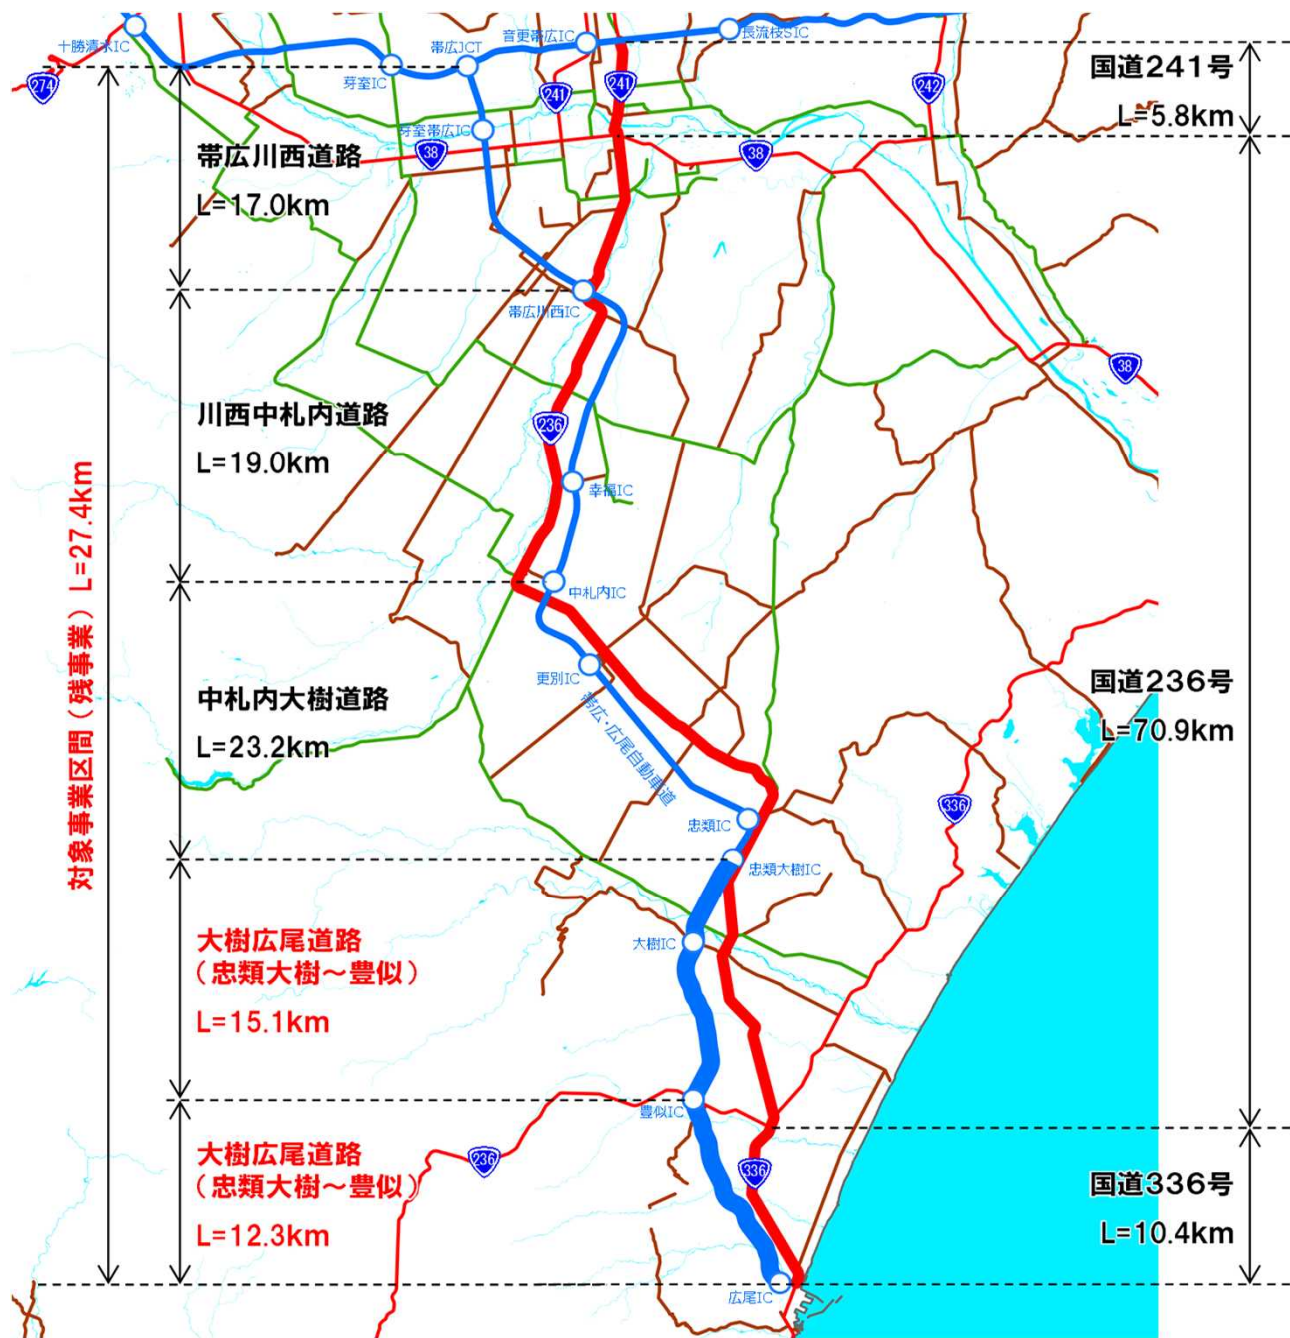 十勝清水IC
帯広JCT
音更帯広IC
長流枝SIC
芽室IC
274
241
241
242
国道241号
L=5.8km
芽室帯広IC
38
38
帯広川西道路
L=17.0km
帯広川西IC
38
川西中札内道路
L=19.0km
236
幸福IC
中札内IC
対象事業区間(残事業) L=27.4km
更別IC
中札内大樹道路
L=23.2km
帯広・広尾自動車道
国道236号
L=70.9km
336
忠類IC
忠類大樹IC
大樹IC
大樹広尾道路
(忠類大樹～豊似)
L=15.1km
豊似IC
大樹広尾道路
(忠類大樹～豊似)
L=12.3km
236
336
国道336号
L=10.4km
広尾IC